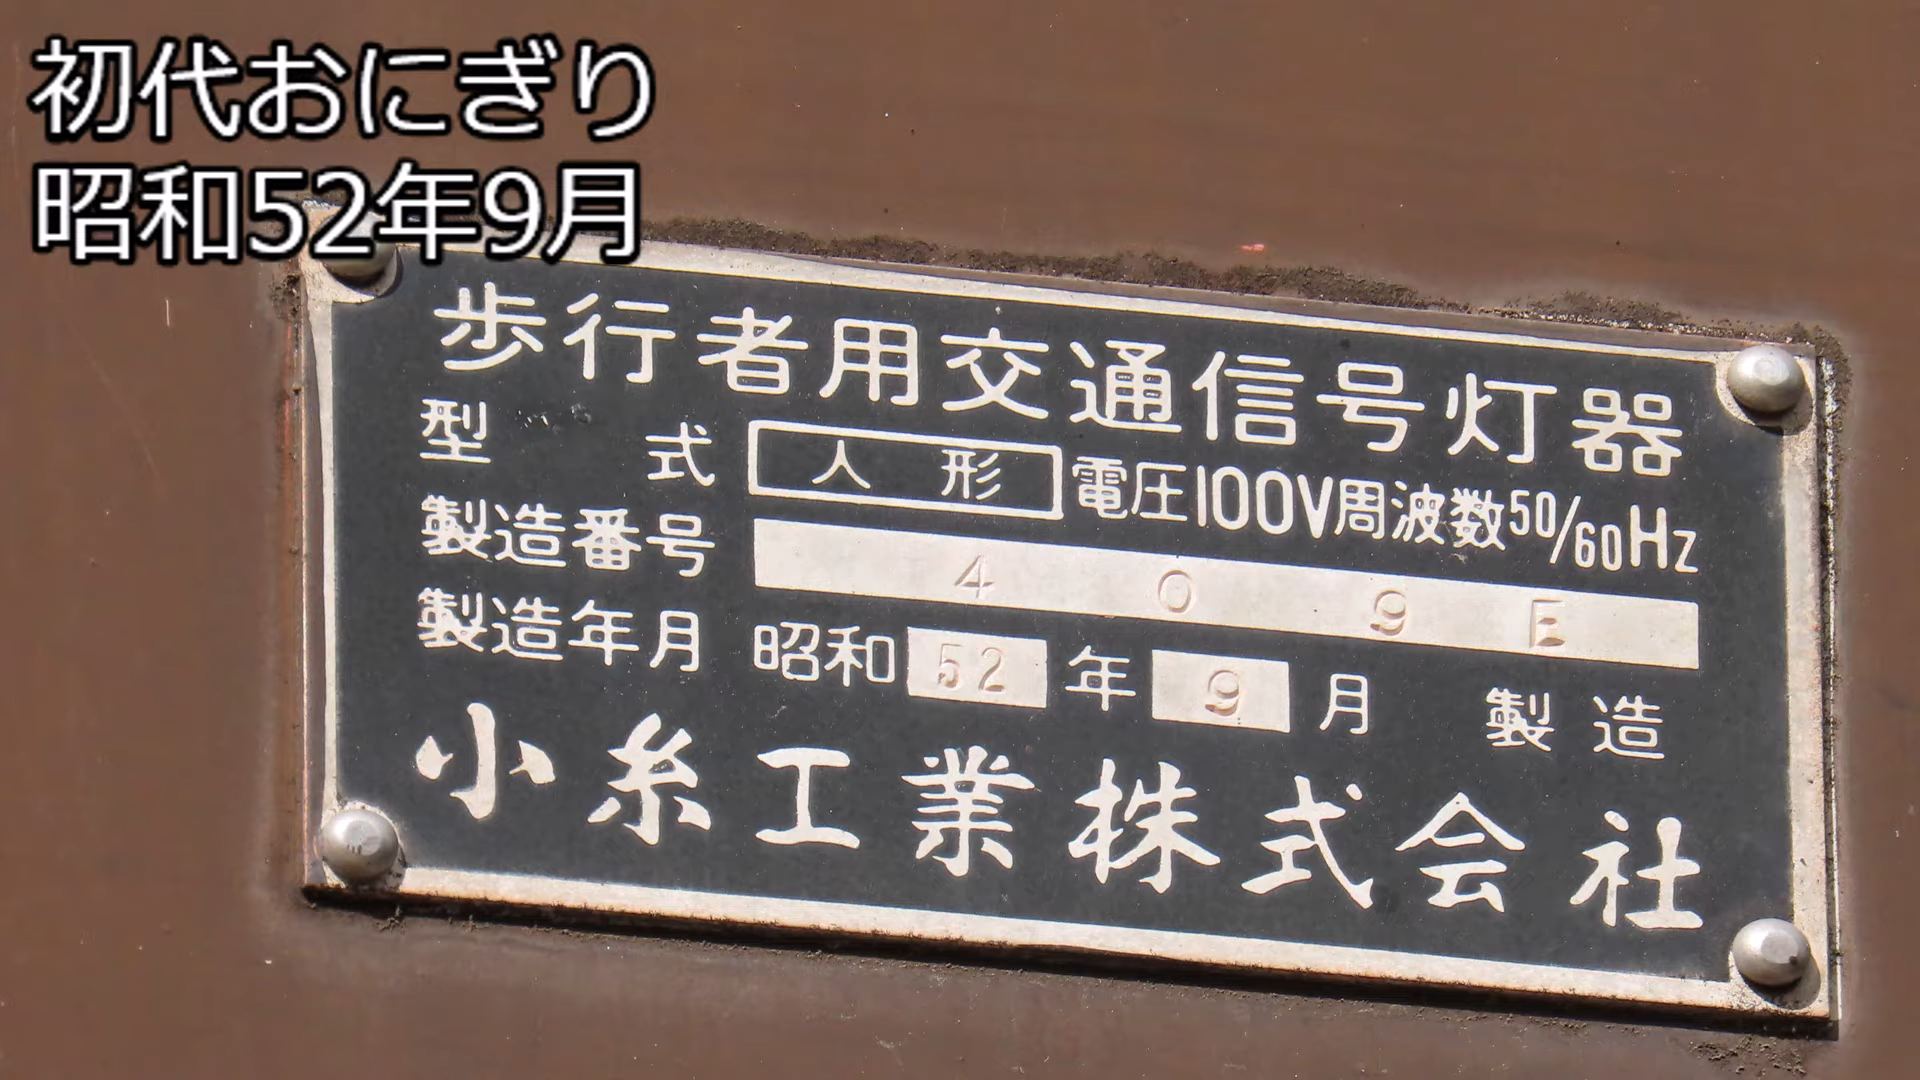 初代おにぎり
昭和52年9月
歩行者用交通信号灯器
型式 人形 電圧100V周波数50/60Hz
製造番号 409E
製造年月 昭和52年9月 製造
小糸工業株式会社